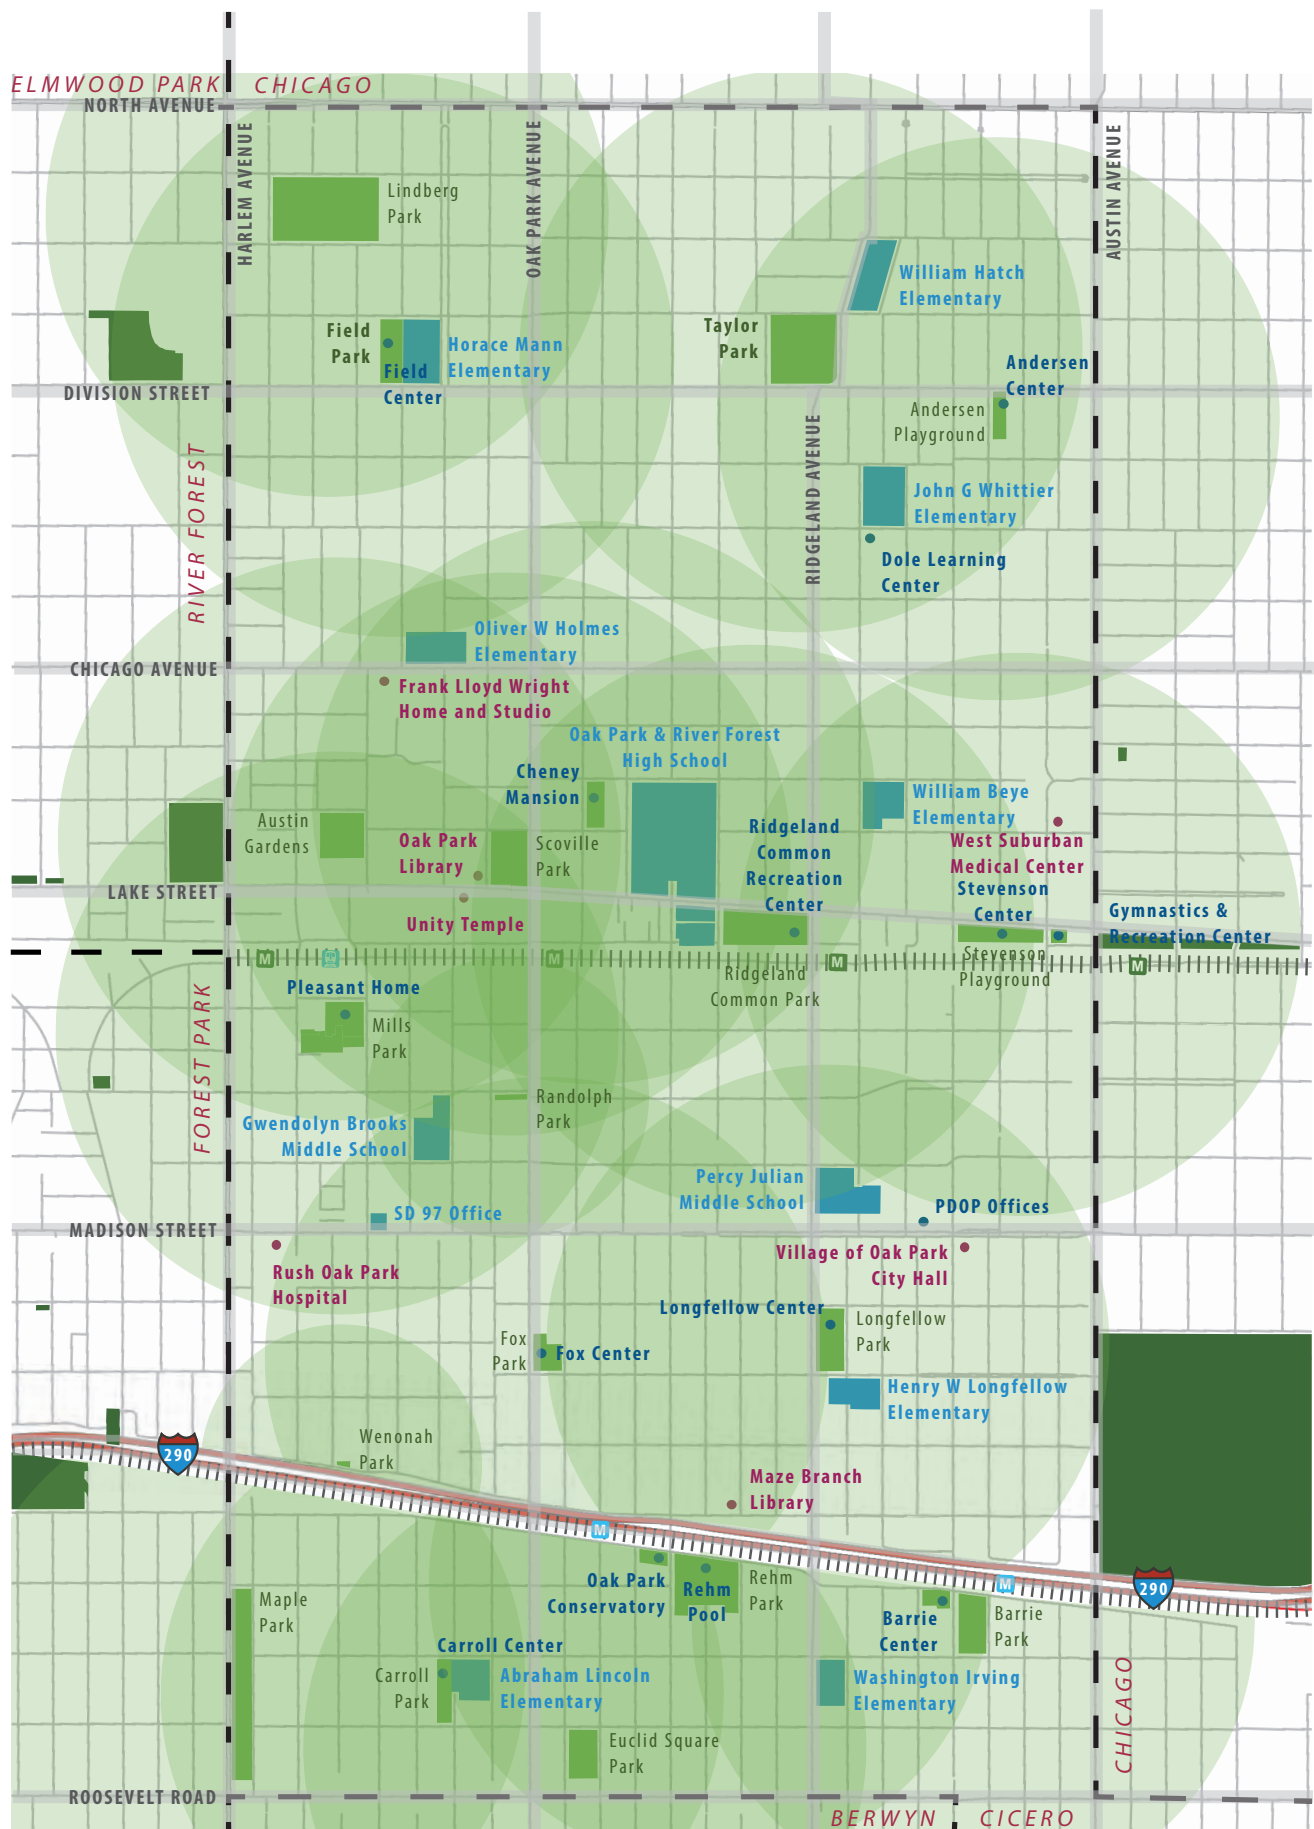 ELMWOOD PARK
CHICAGO
NORTH AVENUE
HARLEM AVENUE
OAK PARK AVENUE
AUSTIN AVENUE
Lindberg
Park
William Hatch
Elementary
Field
Park
Horace Mann
Elementary
Field
Center
Taylor
Park
Andersen
Center
DIVISION STREET
Andersen
Playground
RIDGELAND AVENUE
RIVER FOREST
John G Whittier
Elementary
Dole Learning
Center
Oliver W Holmes
Elementary
CHICAGO AVENUE
Frank Lloyd Wright
Home and Studio
Oak Park & River Forest
High School
Cheney
Mansion
William Beye
Elementary
Austin
Gardens
Oak Park
Library
Scoville
Park
Ridgeland
Common
Recreation
Center
West Suburban
Medical Center
Stevenson
Center
LAKE STREET
Unity Temple
Gymnastics &
Recreation Center
M
M
M
M
Stevenson
Playground
Ridgeland
Common Park
Pleasant Home
Mills
Park
FOREST PARK
Randolph
Park
Gwendolyn Brooks
Middle School
Percy Julian
Middle School
SD 97 Office
PDOP Offices
MADISON STREET
Rush Oak Park
Hospital
Village of Oak Park
City Hall
Longfellow Center
Longfellow
Park
Fox
Park
Fox Center
Henry W Longfellow
Elementary
Wenonah
Park
290
Maze Branch
Library
M
M
290
Oak Park
Conservatory
Rehm
Pool
Rehm
Park
Maple
Park
Barrie
Center
Barrie
Park
Carroll Center
Carroll
Park
Abraham Lincoln
Elementary
Washington Irving
Elementary
CHICAGO
Euclid Square
Park
ROOSEVELT ROAD
BERWYN
CICERO